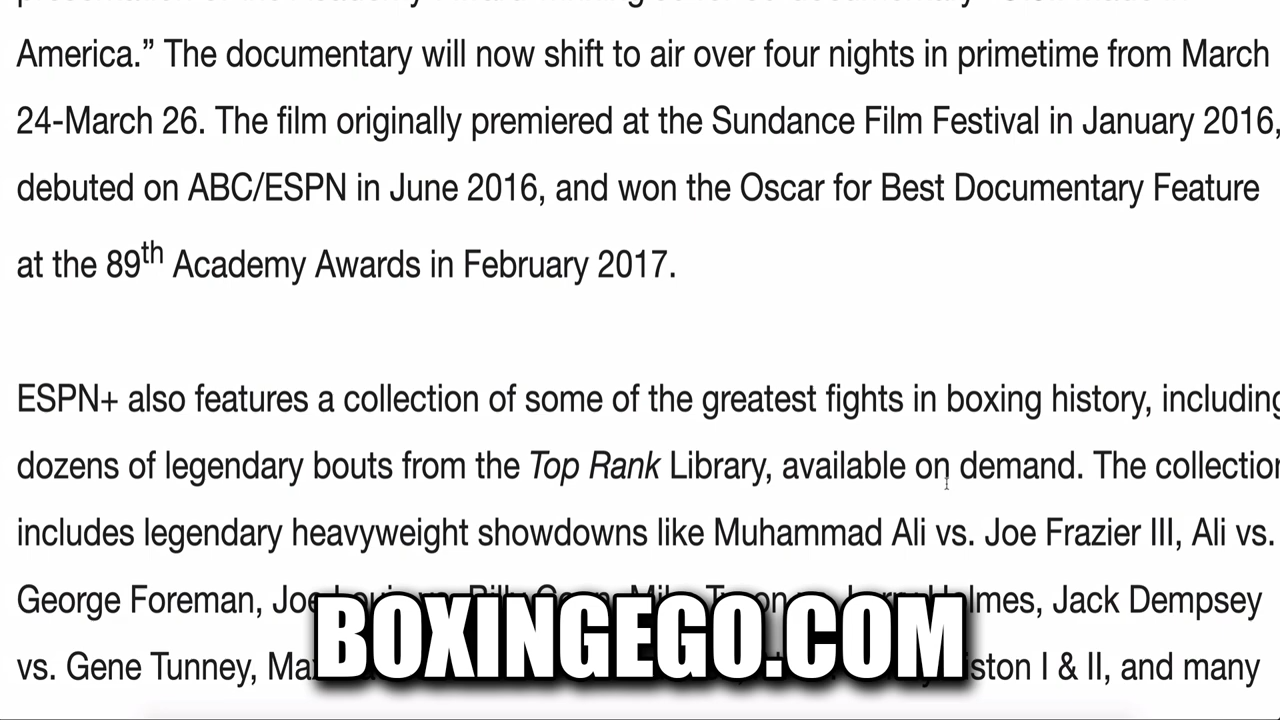 America.” The documentary will now shift to air over four nights in primetime from March
24-March 26. The film originally premiered at the Sundance Film Festival in January 2016,
debuted on ABC/ESPN in June 2016, and won the Oscar for Best Documentary Feature
at the 89th Academy Awards in February 2017.
ESPN+ also features a collection of some of the greatest fights in boxing history, including
dozens of legendary bouts from the Top Rank Library, available on demand. The collection
includes legendary heavyweight showdowns like Muhammad Ali vs. Joe Frazier III, Ali vs.
George Foreman, Joe Jack Dempsey
vs. Gene Tunney, I & II, and many
BOXINGEGO.COM